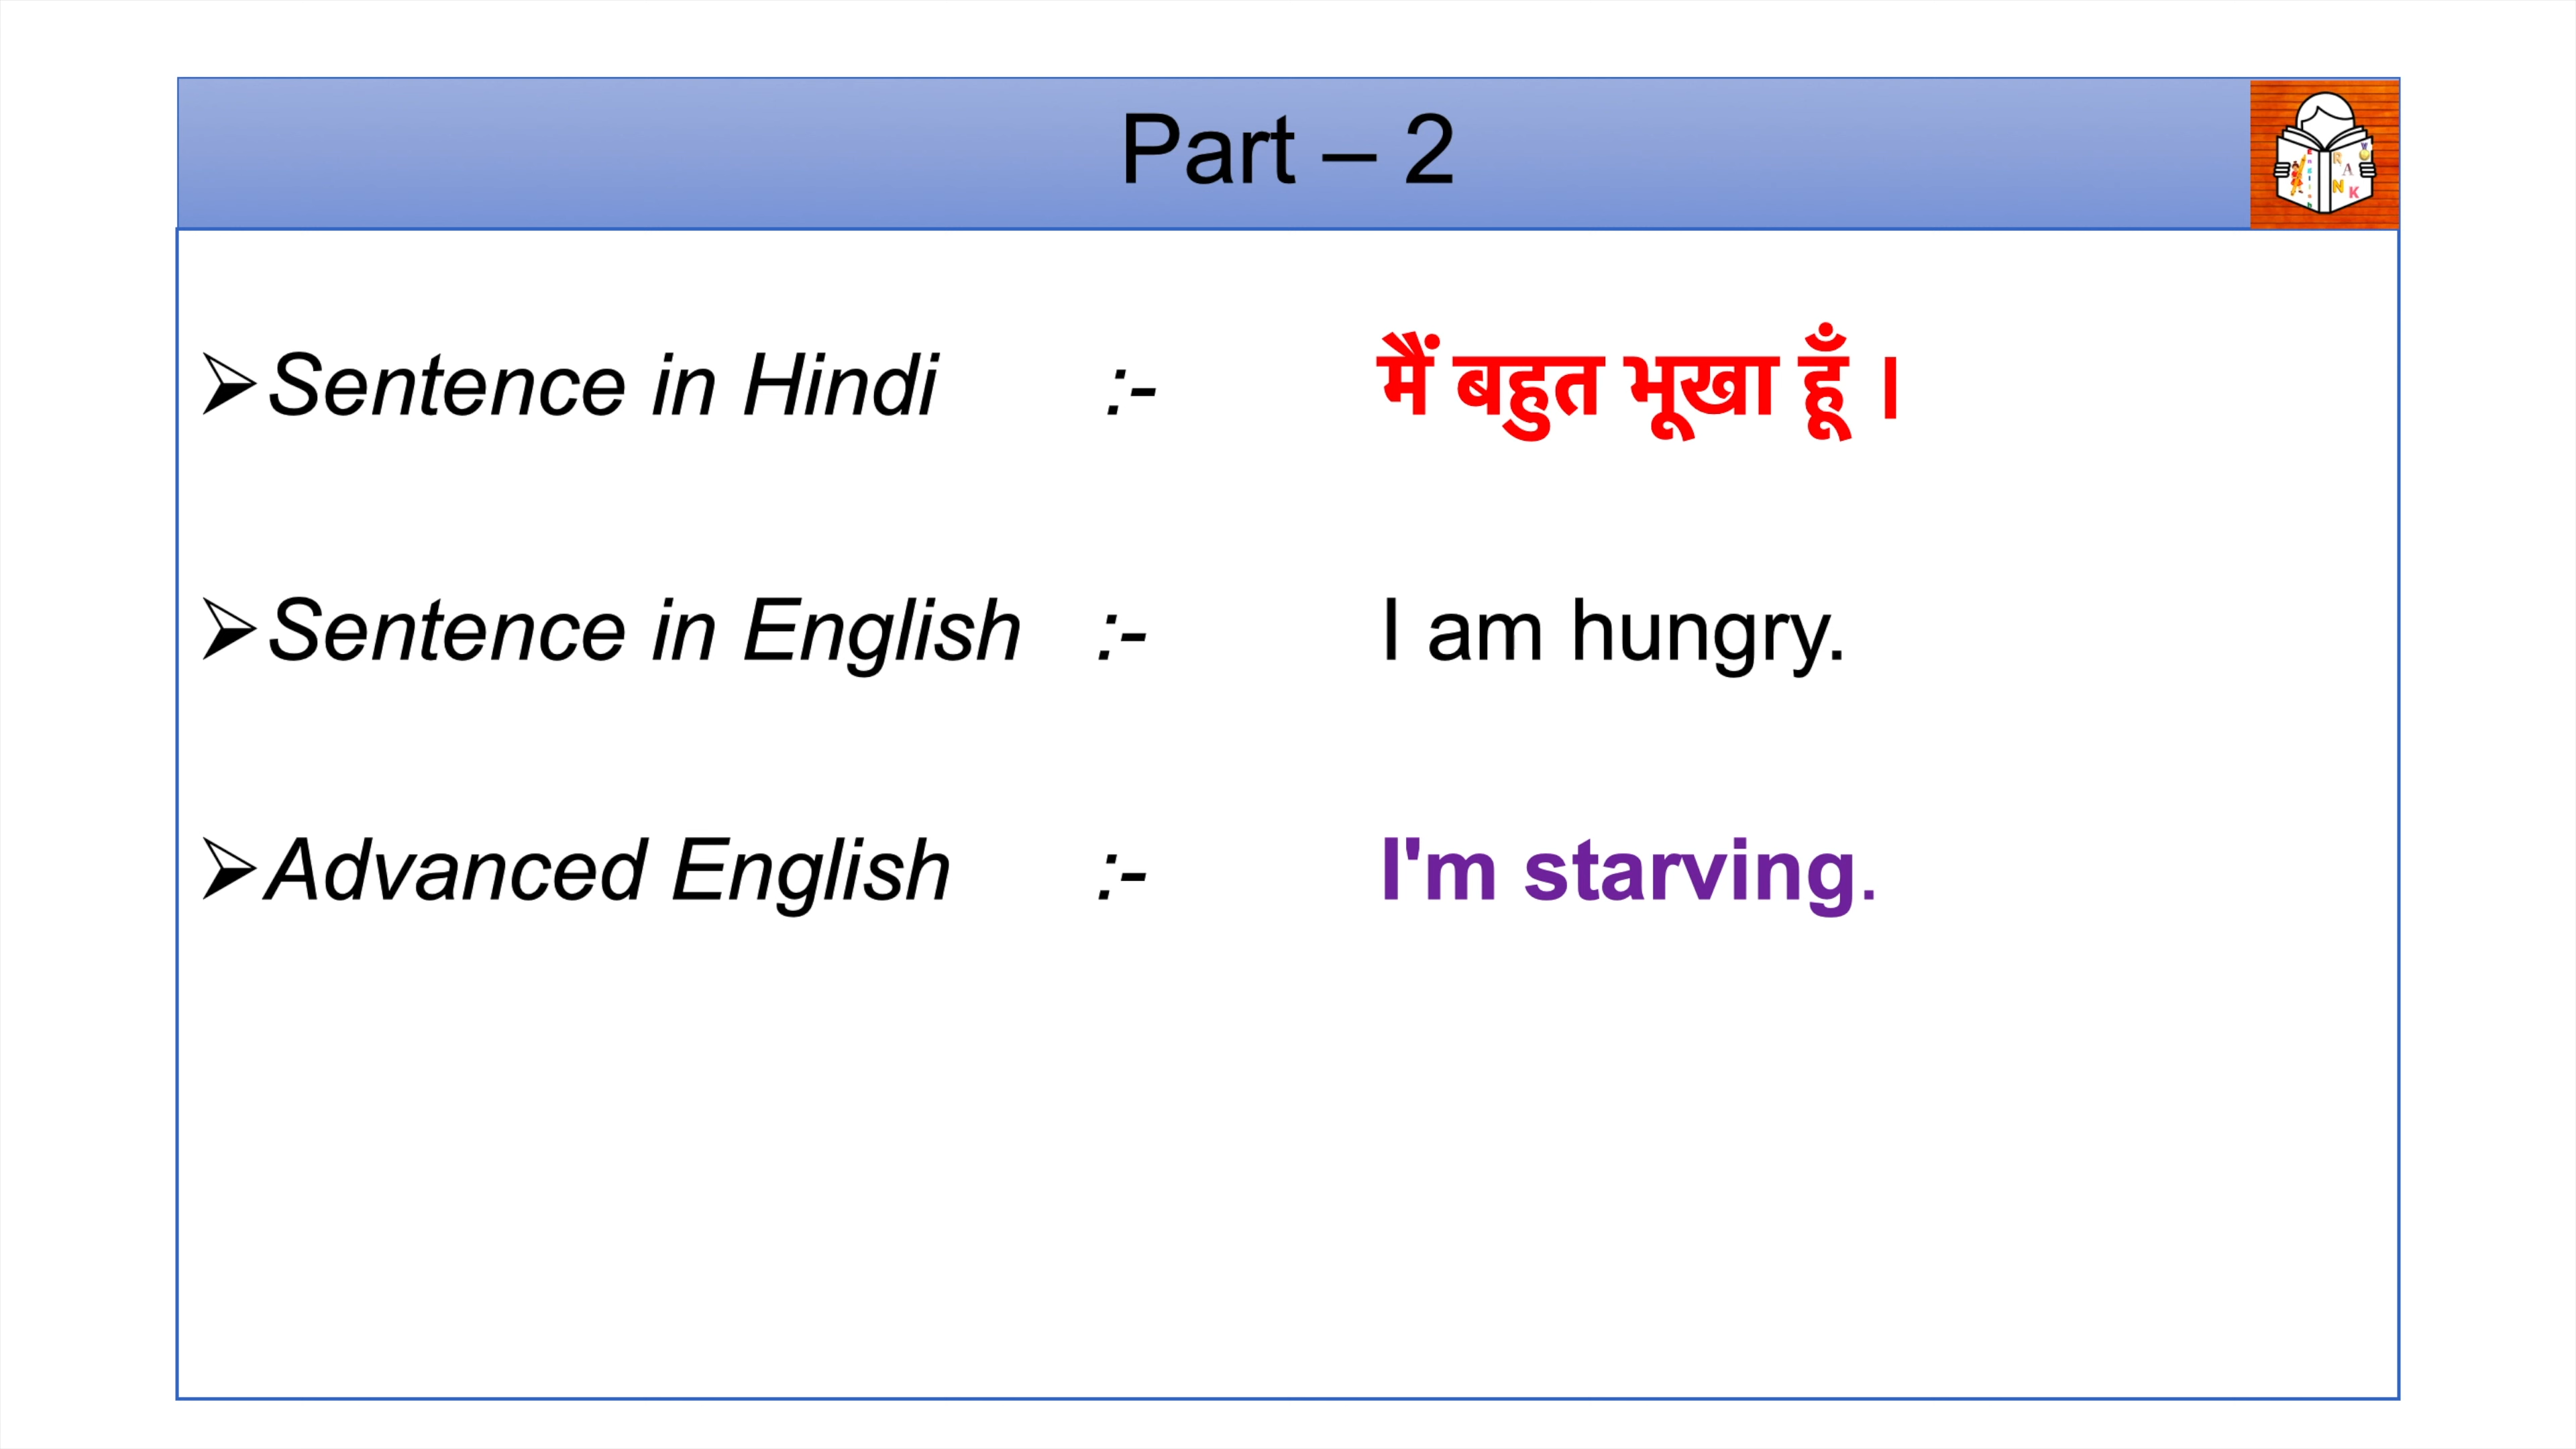 Part – 2
➢Sentence in Hindi :- मैं बहुत भूखा हूँ ।
➢Sentence in English :- I am hungry.
➢Advanced English :- I'm starving.